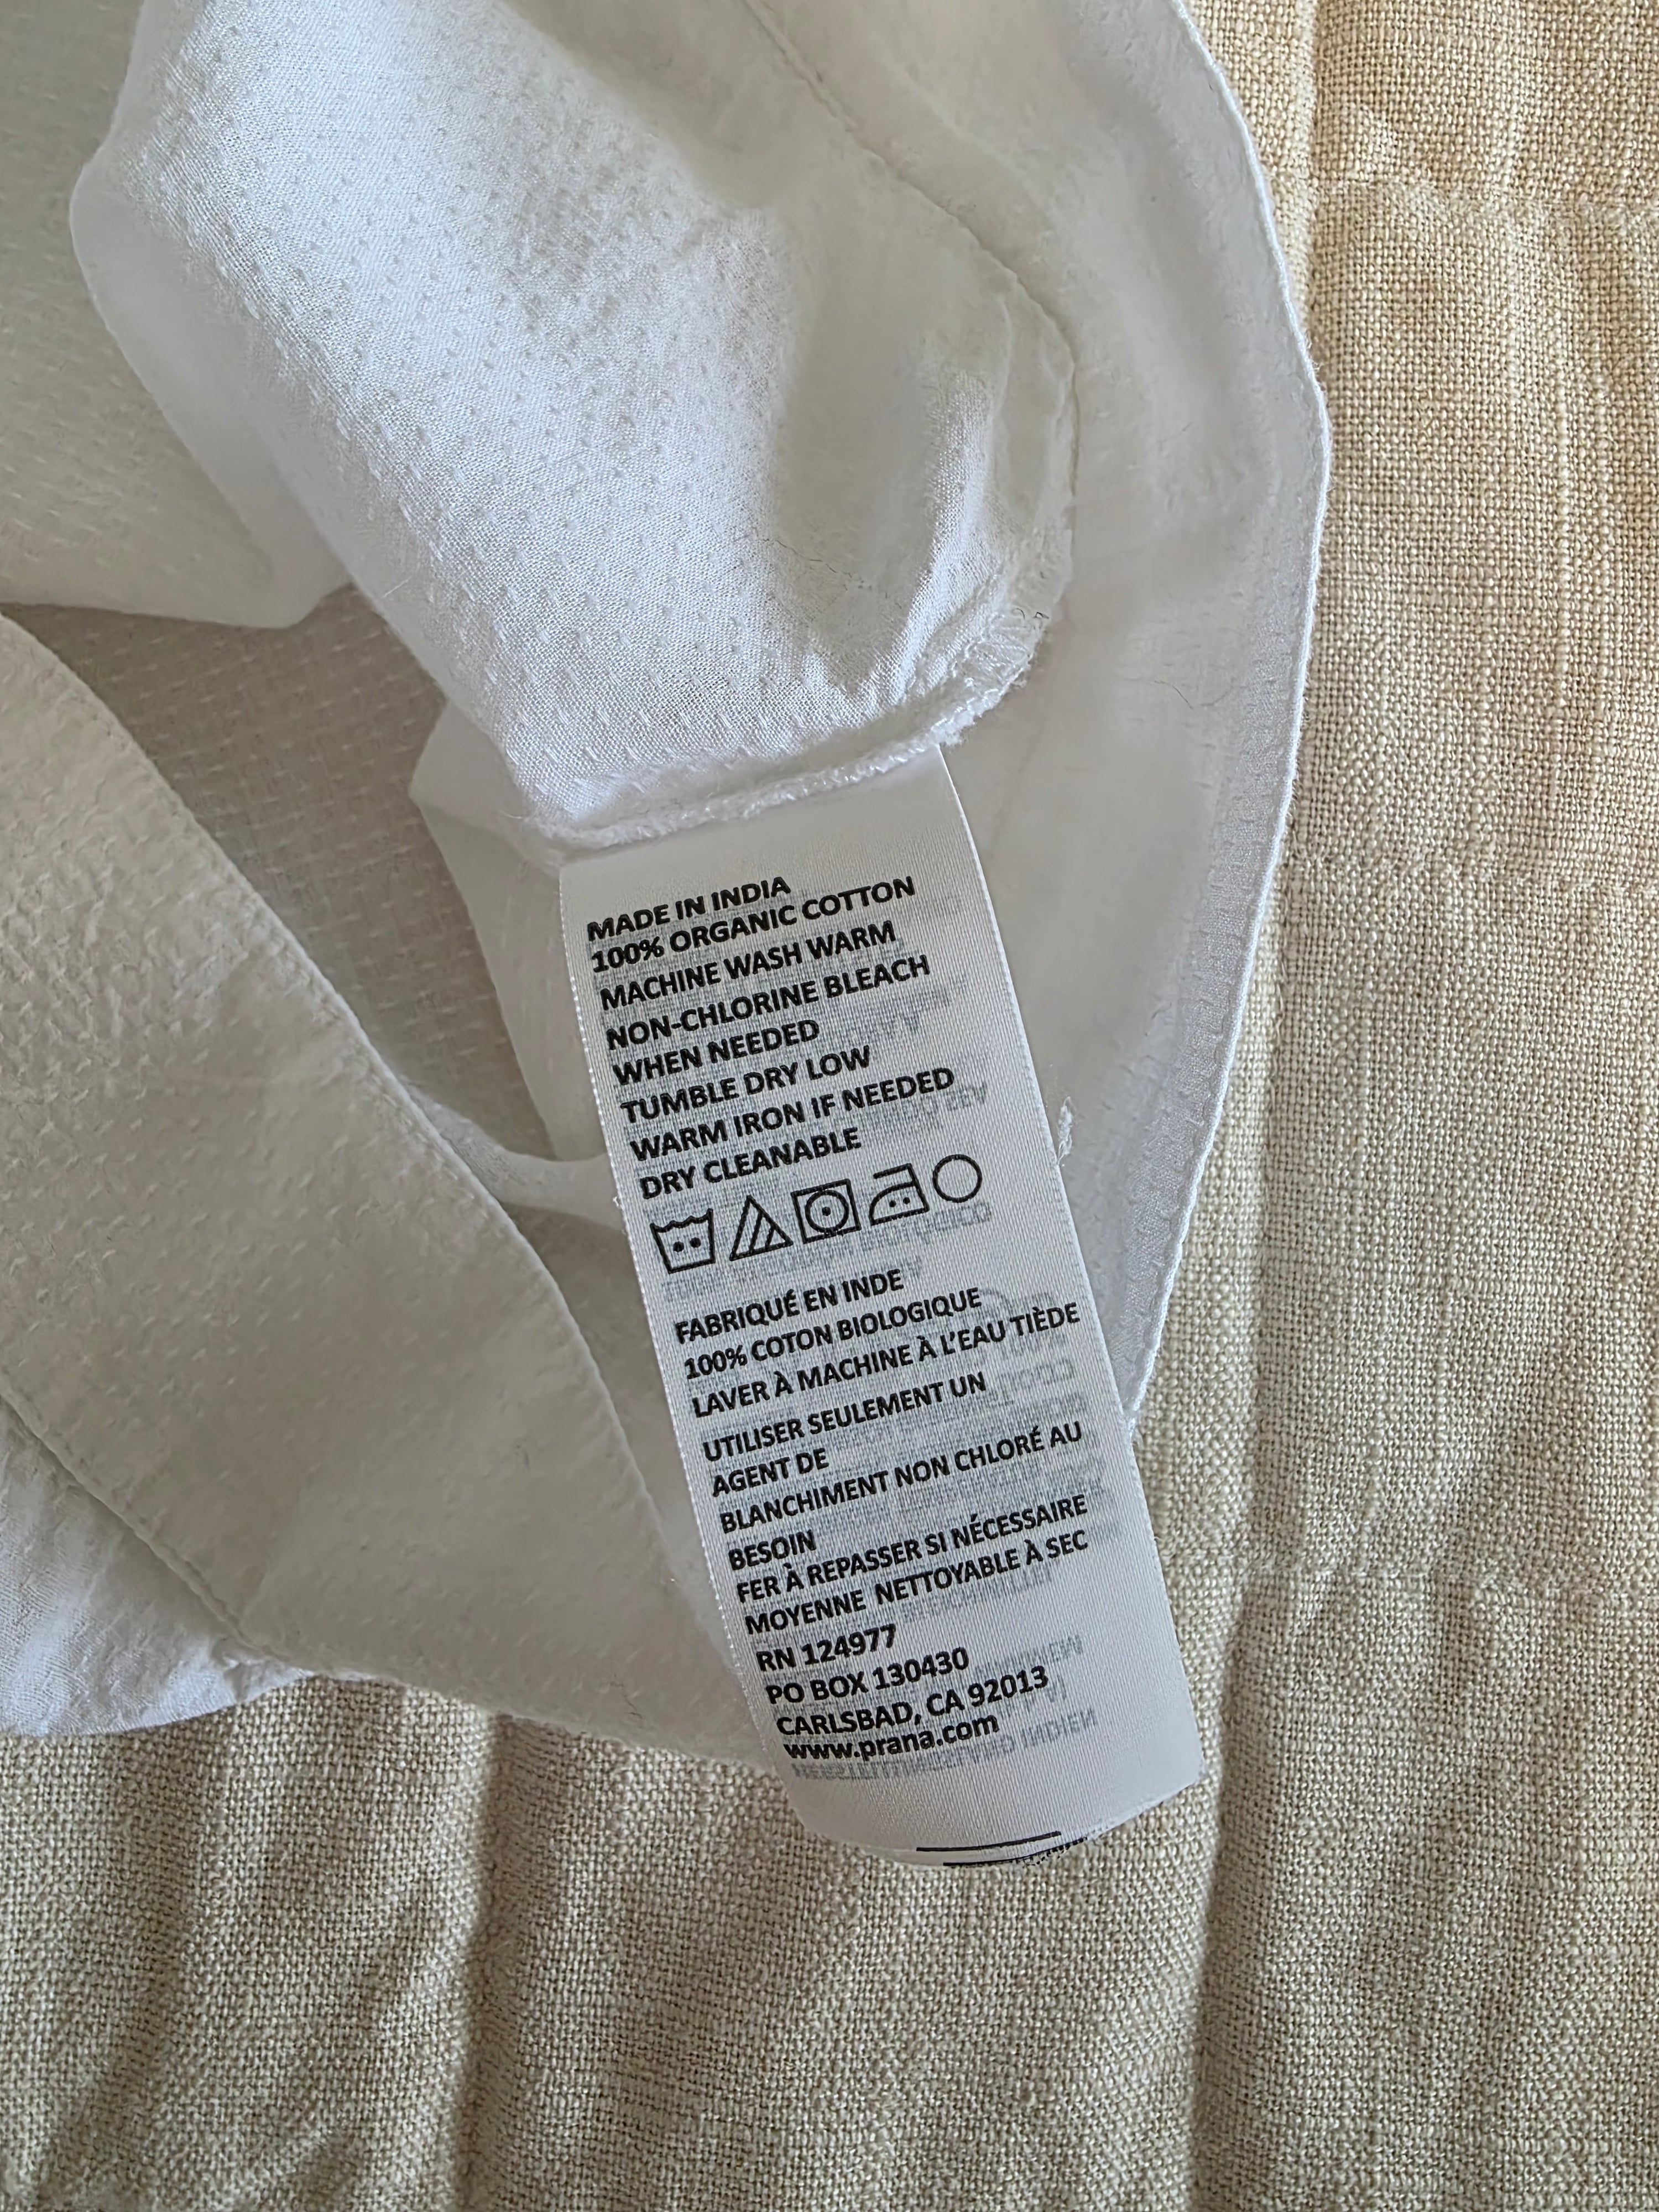 MADE IN INDIA
100% ORGANIC COTTON
MACHINE WASH WARM
NON-CHLORINE BLEACH
WHEN NEEDED
TUMBLE DRY LOW
WARM IRON IF NEEDED
DRY CLEANABLE
FABRIQUÉ EN INDE
100% COTON BIOLOGIQUE
LAVER À MACHINE À L'EAU TIÈDE
UTILISER SEULEMENT UN
AGENT DE
BLANCHIMENT NON CHLORÉ AU
BESOIN
FER À REPASSER SI NÉCESSAIRE
MOYENNE NETTOYABLE À SEC
RN 124977
PO BOX 130430
CARLSBAD, CA 92013
www.prana.com